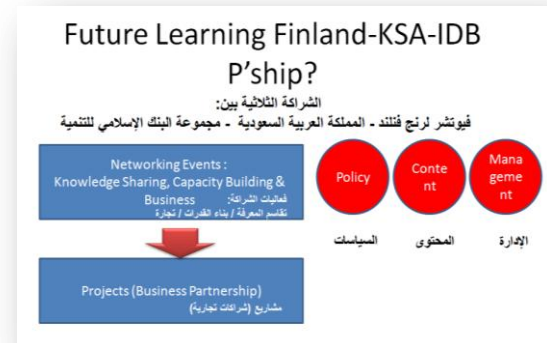 Future Learning Finland-KSA-IDB
P’ship?
الشراكة الثلاثية بين:
فيوتشر لرنج فنلند - المملكة العربية السعودية - مجموعة البنك الإسلامي للتنمية
Networking Events :
Knowledge Sharing, Capacity Building &
Business
فعاليات الشراكة:
تقاسم المعرفة / بناء القدرات / تجارة
Policy
Conte
nt
Mana
geme
nt
السياسات
المحتوى
الإدارة
Projects (Business Partnership)
مشاريع (شراكات تجارية)